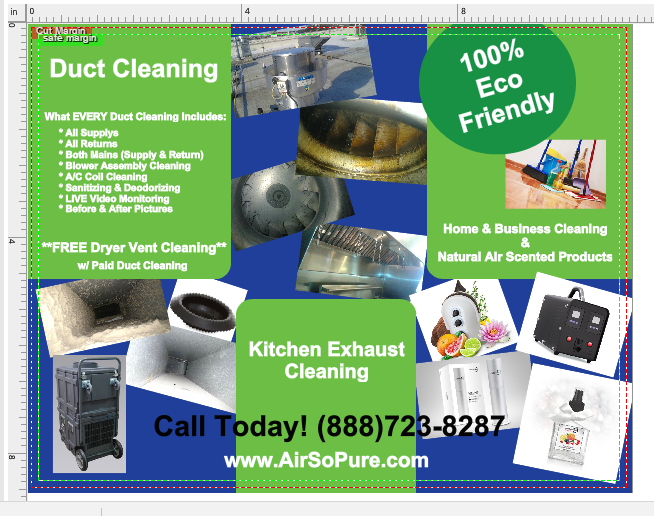 in
0
4
8
0
4
8
Cut Margin
safe margin
Duct Cleaning
What EVERY Duct Cleaning Includes:
* All Supplys
* All Returns
* Both Mains (Supply & Return)
* Blower Assembly Cleaning
* A/C Coil Cleaning
* Sanitizing & Deodorizing
* LIVE Video Monitoring
* Before & After Pictures
**FREE Dryer Vent Cleaning**
w/ Paid Duct Cleaning
100%
Eco
Friendly
Home & Business Cleaning
&
Natural Air Scented Products
Kitchen Exhaust
Cleaning
Call Today! (888)723-8287
www.AirSoPure.com